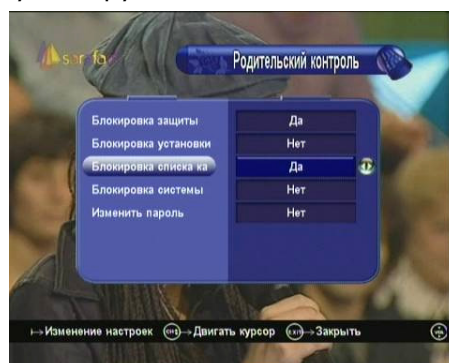 Родительский контроль
Блокировка защиты Да
Блокировка установки Нет
Блокировка списка ка Да
Блокировка системы Нет
Изменить пароль Нет
Изменение настроек Двигать курсор EXIT Закрыть